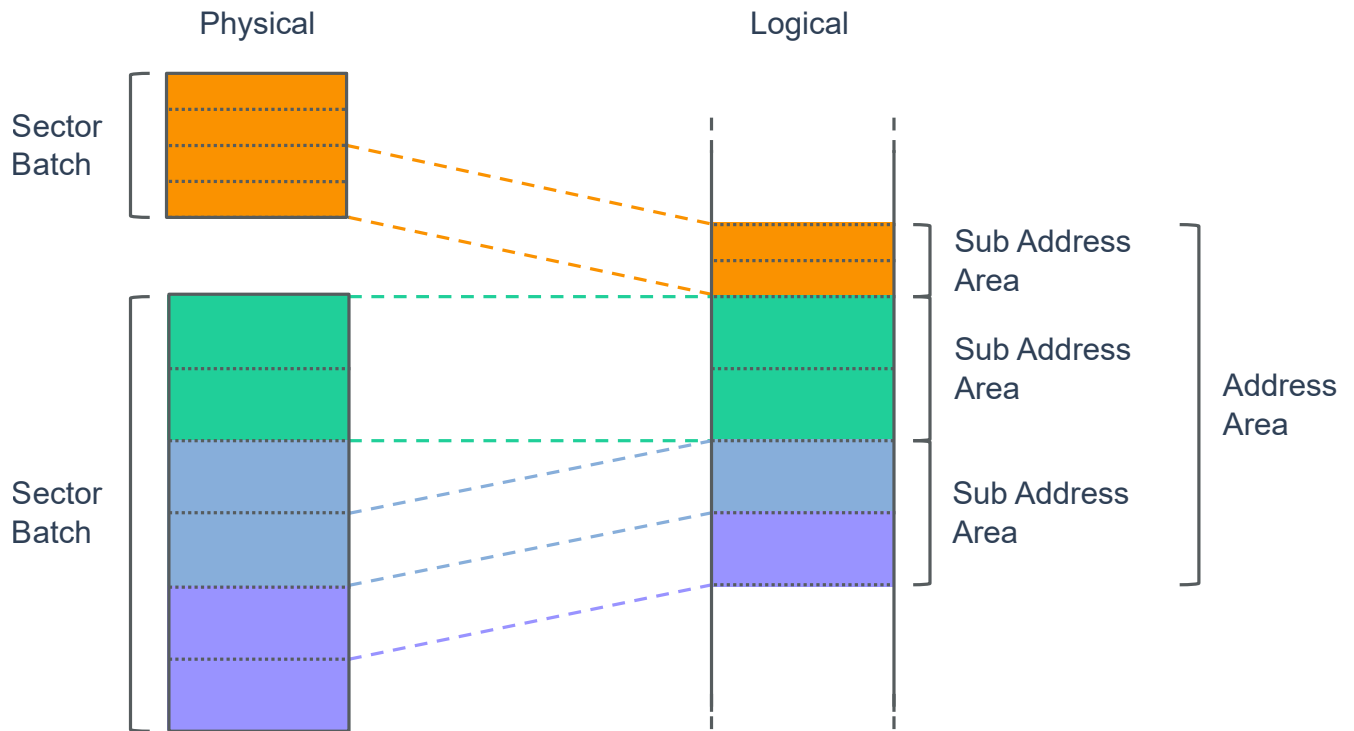 Physical
Logical
Sector
Batch
Sub Address
Area
Sub Address
Area
Address
Area
Sector
Batch
Sub Address
Area